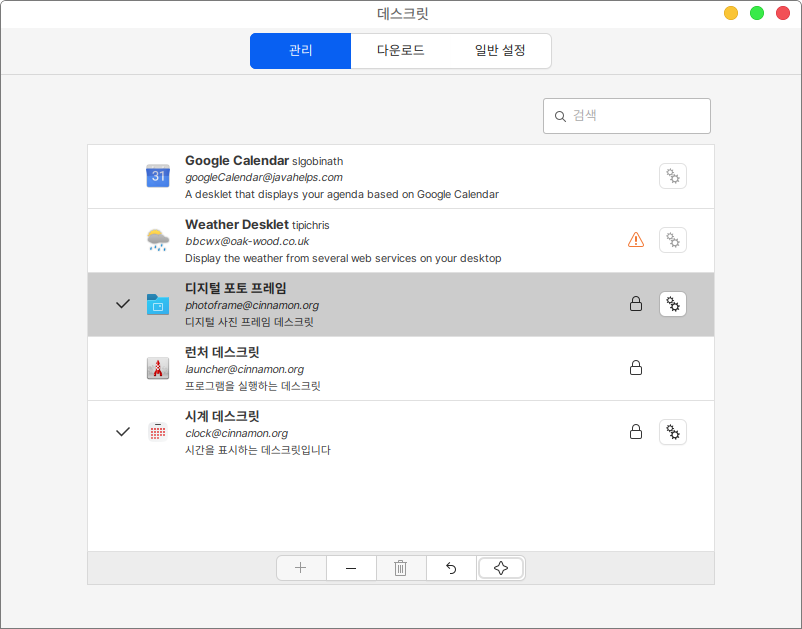 데스크릿
관리 다운로드 일반 설정
검색
31
Google Calendar slgobinath
googleCalendar@javahelps.com
A desklet that displays your agenda based on Google Calendar
Weather Desklet tipichris
bbcwx@oak-wood.co.uk
Display the weather from several web services on your desktop
디지털 포토 프레임
photoframe@cinnamon.org
디지털 사진 프레임 데스크릿
런처 데스크릿
launcher@cinnamon.org
프로그램을 실행하는 데스크릿
시계 데스크릿
clock@cinnamon.org
시간을 표시하는 데스크릿입니다